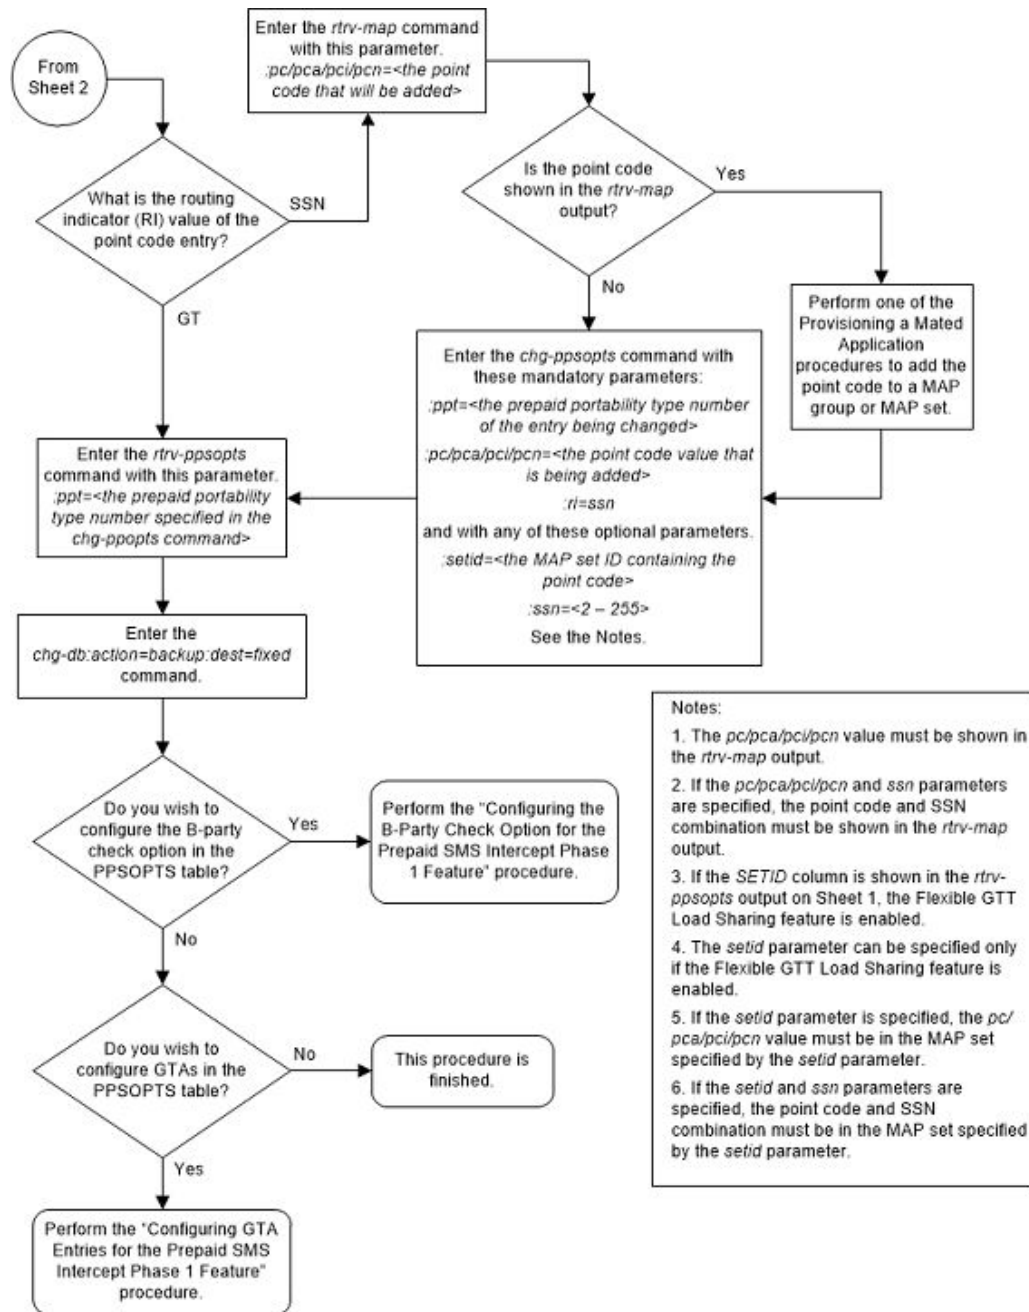 From
Sheet 2
Enter the rtrv-map command
with this parameter.
:pc/pca/pci/pcn=<the point
code that will be added>
What is the routing
indicator (RI) value of the
point code entry?
SSN
GT
Is the point code
shown in the rtrv-map
output?
Yes
No
Perform one of the
Provisioning a Mated
Application
procedures to add the
point code to a MAP
group or MAP set.
Enter the chg-ppsopts command with
these mandatory parameters:
:ppt=<the prepaid portability type number
of the entry being changed>
:pc/pca/pci/pcn=<the point code value that
is being added>
:ri=ssn
and with any of these optional parameters.
:setid=<the MAP set ID containing the
point code>
:ssn=<2 – 255>
See the Notes.
Enter the rtrv-ppsopts
command with this parameter.
:ppt=<the prepaid portability
type number specified in the
chg-ppopts command>
Enter the
chg-db:action=backup:dest=fixed
command.
Do you wish to
configure the B-party
check option in the
PPSOPTS table?
Yes
No
Perform the "Configuring the
B-Party Check Option for the
Prepaid SMS Intercept Phase
1 Feature" procedure.
Do you wish to
configure GTAs in the
PPSOPTS table?
No
Yes
This procedure is
finished.
Perform the "Configuring GTA
Entries for the Prepaid SMS
Intercept Phase 1 Feature"
procedure.
Notes:
1. The pc/pca/pci/pcn value must be shown in
the rtrv-map output.
2. If the pc/pca/pci/pcn and ssn parameters
are specified, the point code and SSN
combination must be shown in the rtrv-map
output.
3. If the SETID column is shown in the rtrv-
ppsopts output on Sheet 1, the Flexible GTT
Load Sharing feature is enabled.
4. The setid parameter can be specified only
if the Flexible GTT Load Sharing feature is
enabled.
5. If the setid parameter is specified, the pc/
pca/pci/pcn value must be in the MAP set
specified by the setid parameter.
6. If the setid and ssn parameters are
specified, the point code and SSN
combination must be in the MAP set specified
by the setid parameter.